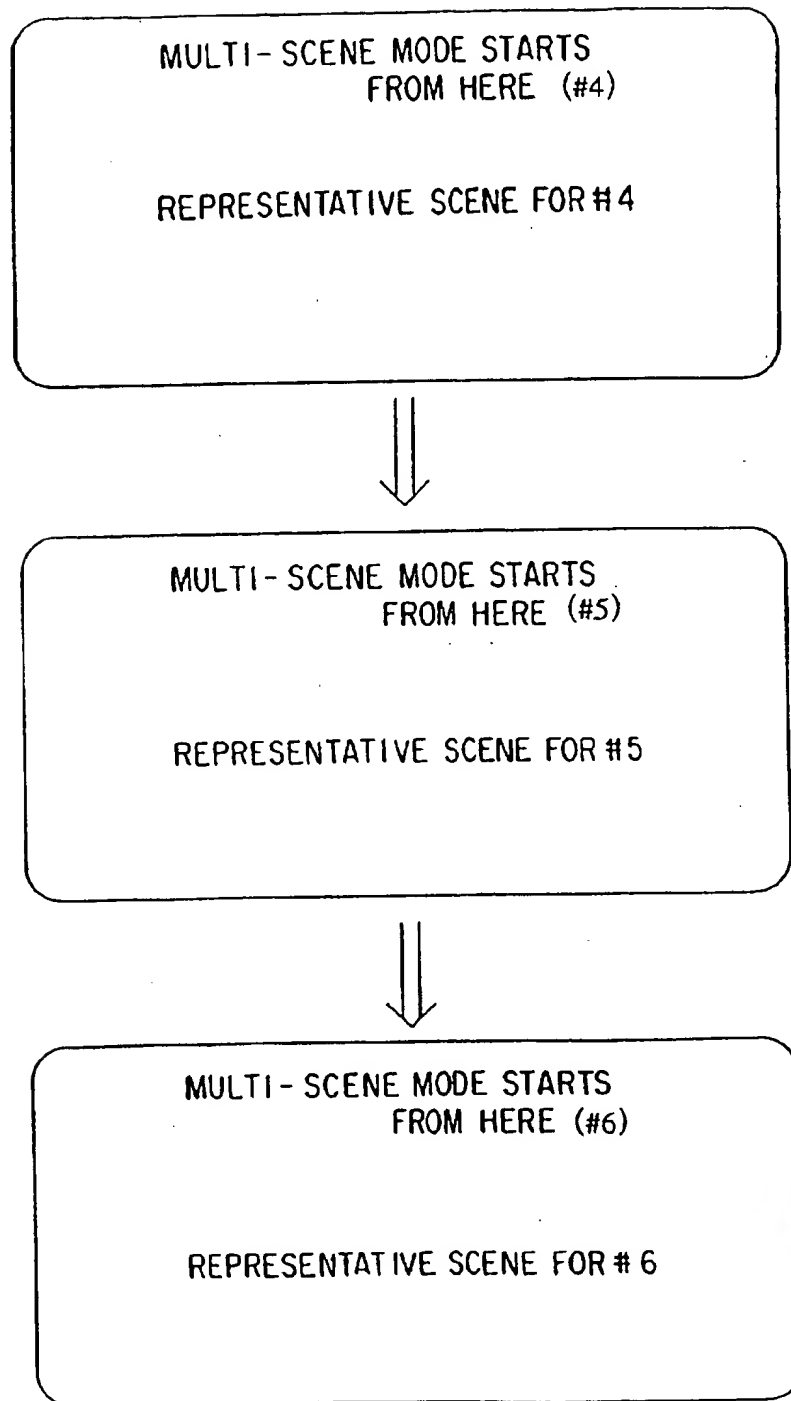 MULTI-SCENE MODE STARTS
FROM HERE (#4)
REPRESENTATIVE SCENE FOR #4
MULTI-SCENE MODE STARTS
FROM HERE (#5)
REPRESENTATIVE SCENE FOR #5
MULTI-SCENE MODE STARTS
FROM HERE (#6)
REPRESENTATIVE SCENE FOR # 6